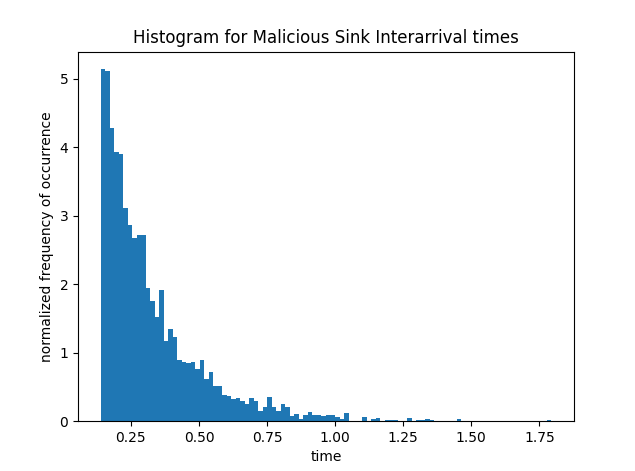 Histogram for Malicious Sink Interarrival times
normalized frequency of occurrence
5
4
3
2
1
0
0.25 0.50 0.75 1.00 1.25 1.50 1.75
time